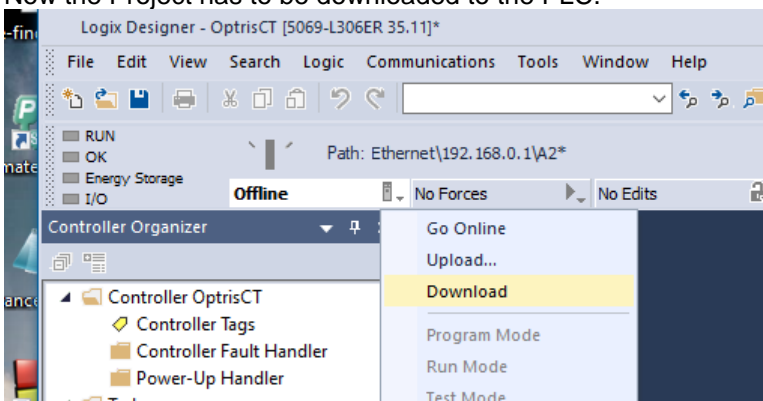 Now the Project has to be downloaded to the PLC.
Logix Designer - OptrisCT [5069-L306ER 35.11]*
File Edit View Search Logic Communications Tools Window Help
RUN
OK
Energy Storage
I/O
Path: Ethernet\192.168.0.1\A2*
Offline No Forces No Edits
Controller Organizer
Go Online
Upload...
Download
Program Mode
Run Mode
Test Mode
Controller OptrisCT
Controller Tags
Controller Fault Handler
Power-Up Handler